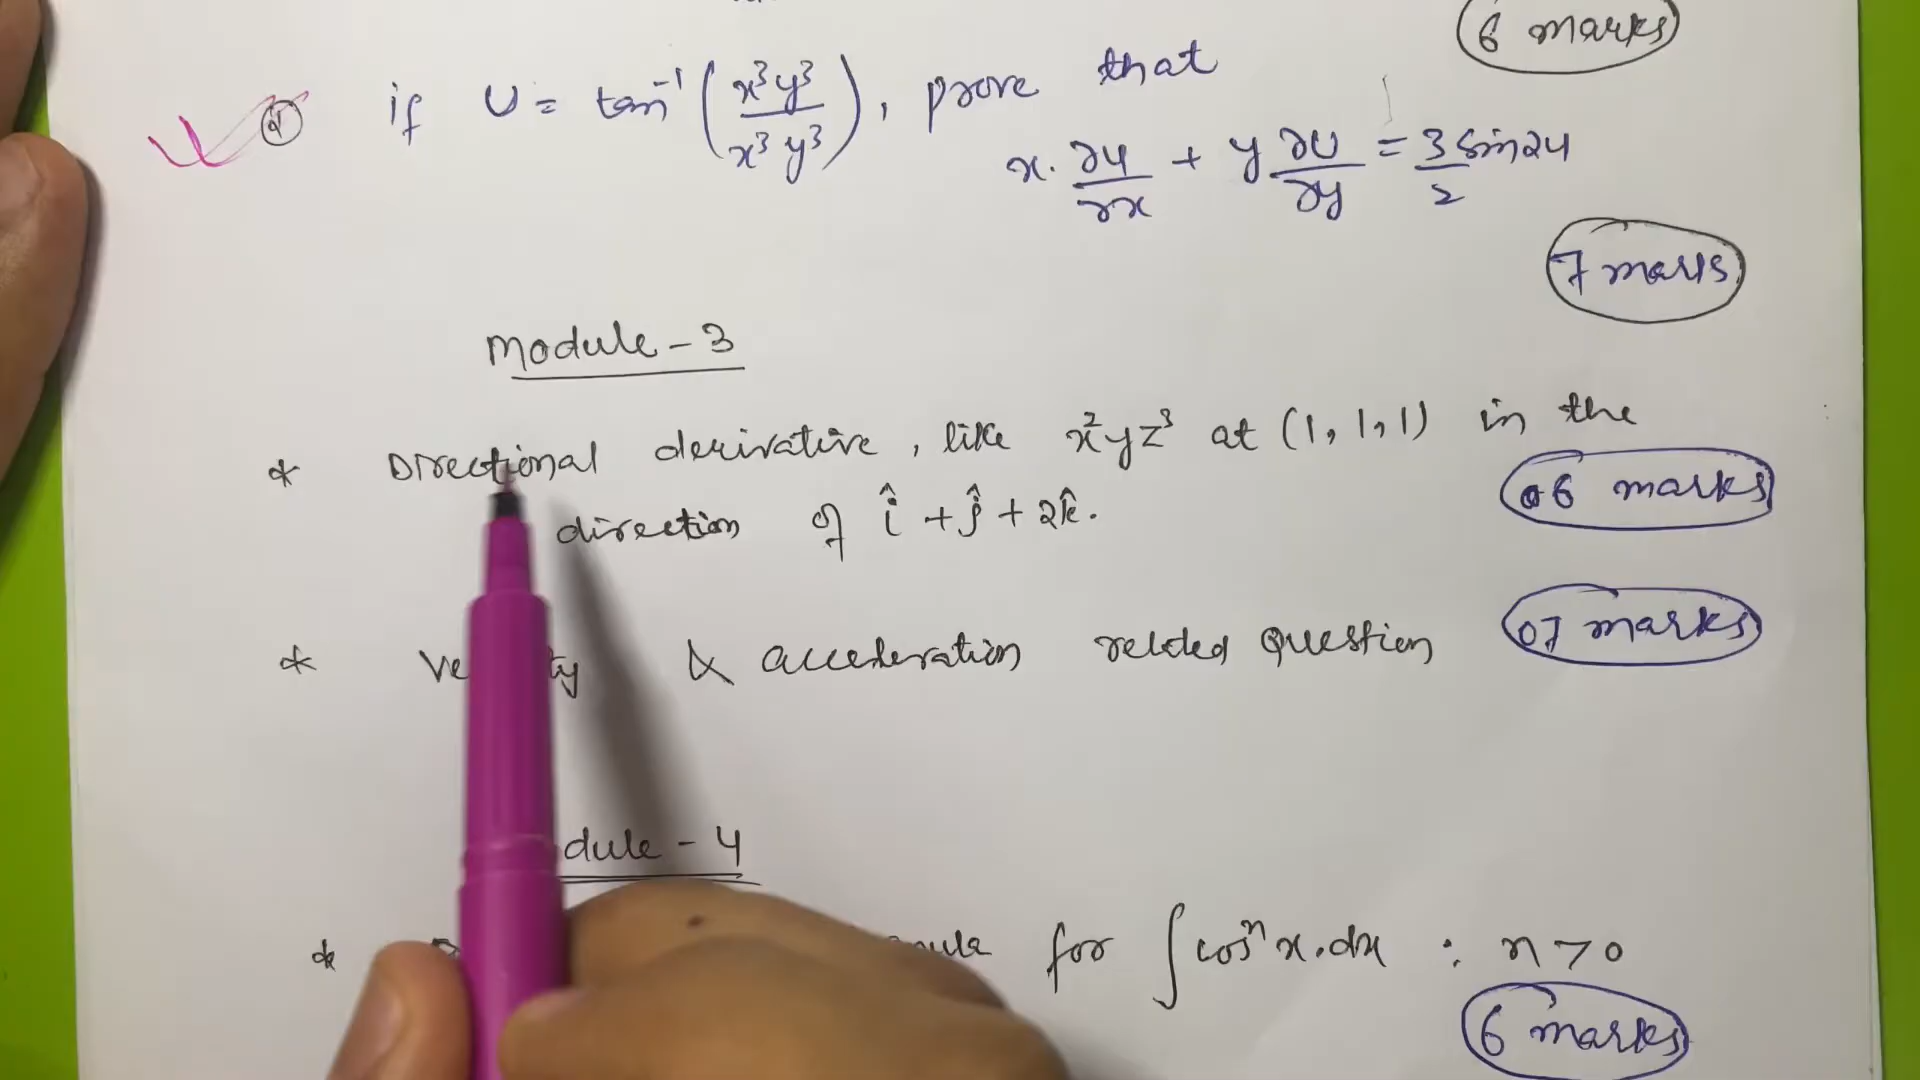 6 marks
if U = tan⁻¹ (x³y³ / x³y³), prove that
x. ∂u/∂x + y ∂U/∂y = 3/2 sin2u
7 marks
Module - 3
* Directional derivative, like x²yz³ at (1,1,1) in the
direction of î + ĵ + 2k̂.
06 marks
* & acceleration related question
07 marks
- 4
* for ∫cosⁿx.dx : n>0
6 marks